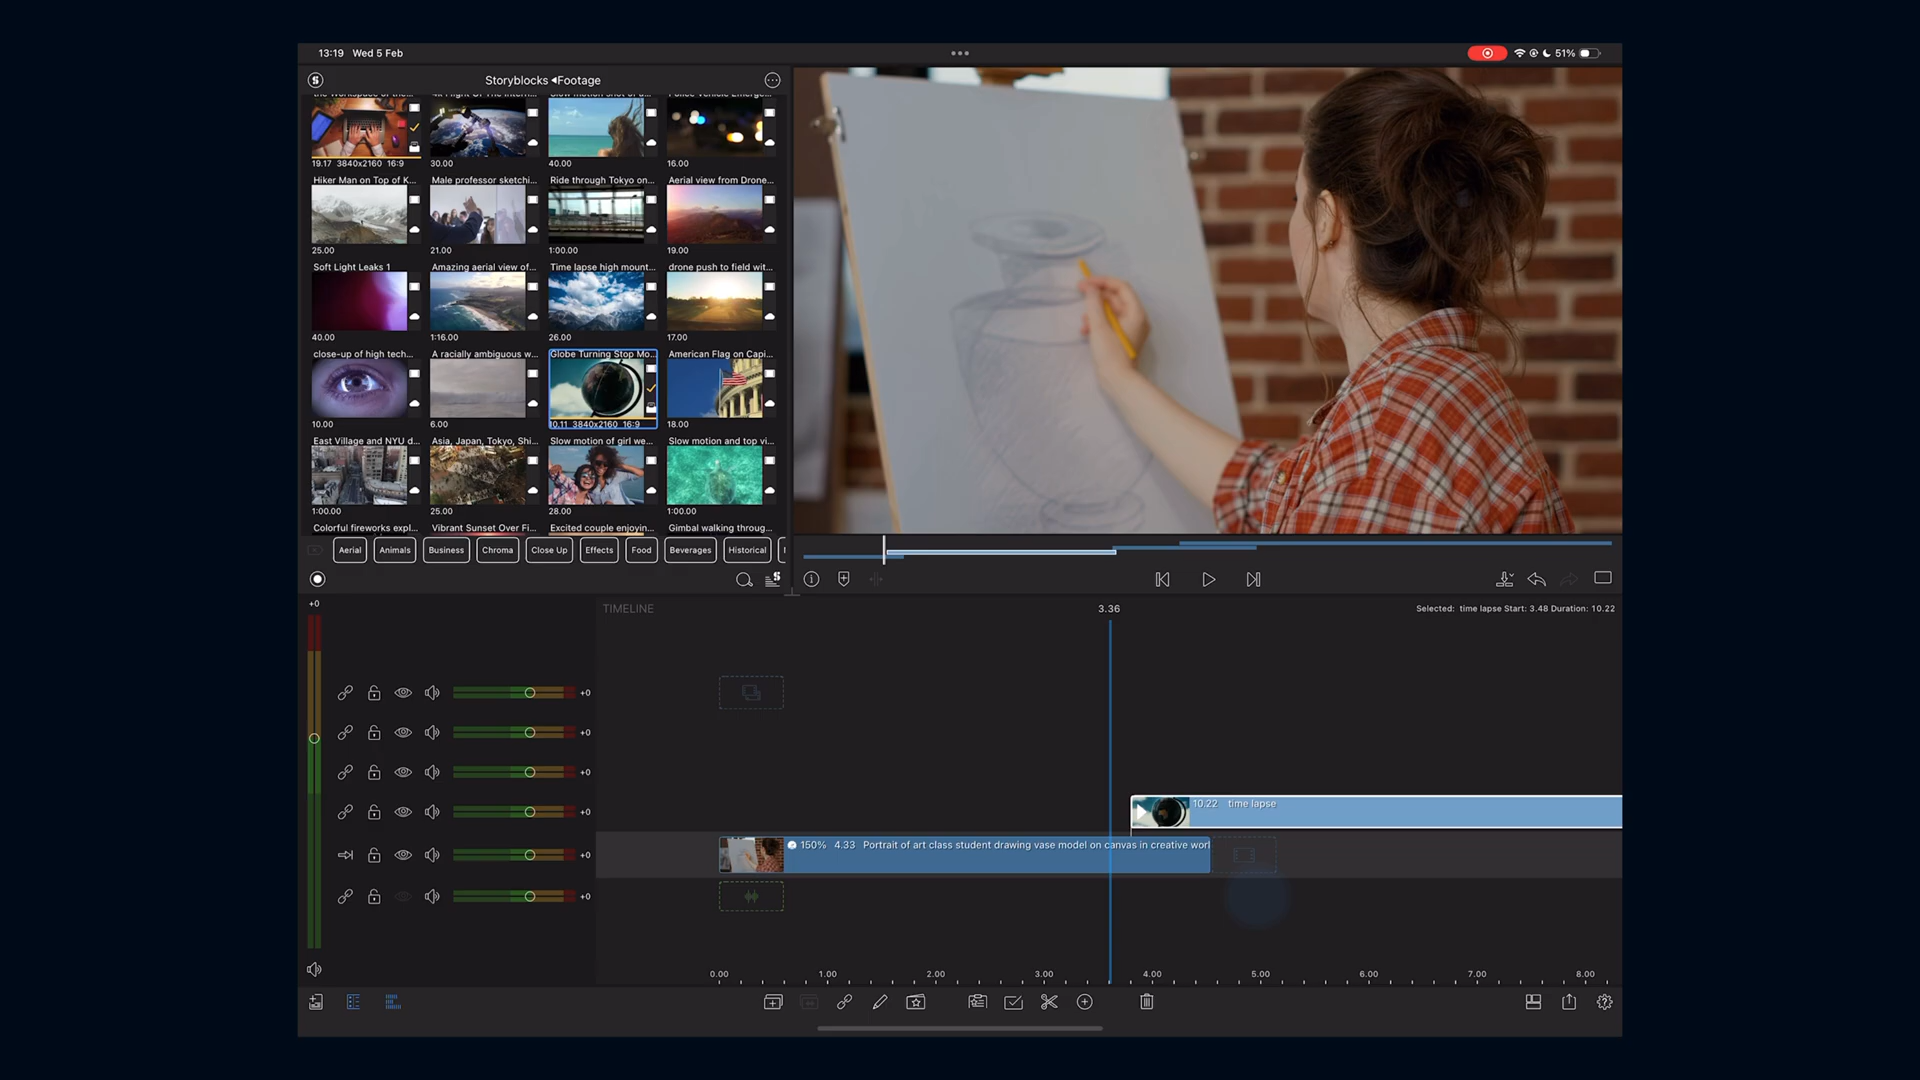 13:19 Wed 5 Feb
51%
Storyblocks ◂Footage
19.17 3840x2160 16:9
30.00
40.00
16.00
Hiker Man on Top of K...
Male professor sketchi...
Ride through Tokyo on...
Aerial view from Drone...
25.00
21.00
1:00.00
19.00
Soft Light Leaks 1
Amazing aerial view of...
Time lapse high mount...
drone push to field wit...
40.00
1:16.00
26.00
17.00
close-up of high tech...
A racially ambiguous w...
Globe Turning Stop Mo...
American Flag on Capi...
10.00
6.00
10.11 3840x2160 16:9
18.00
East Village and NYU d...
Asia, Japan, Tokyo, Shi...
Slow motion of girl we...
Slow motion and top vi...
1:00.00
25.00
28.00
1:00.00
Colorful fireworks expl...
Vibrant Sunset Over Fi...
Excited couple enjoyin...
Gimbal walking throug...
Aerial
Animals
Business
Chroma
Close Up
Effects
Food
Beverages
Historical
+0
TIMELINE
3.36
Selected: time lapse Start: 3.48 Duration: 10.22
+0
+0
+0
+0
10.22 time lapse
+0
150% 4.33 Portrait of art class student drawing vase model on canvas in creative worl
+0
0.00 1.00 2.00 3.00 4.00 5.00 6.00 7.00 8.00